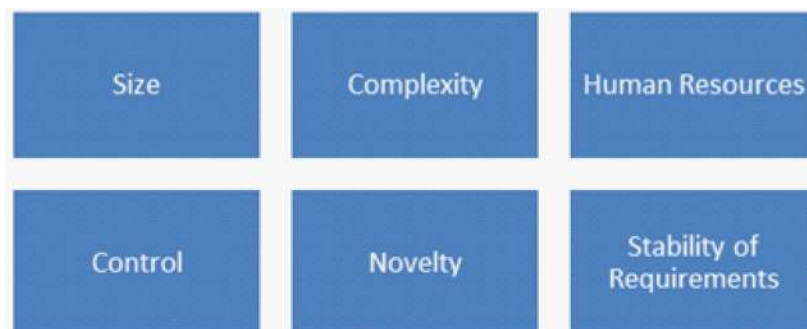 Size
Complexity
Human Resources
Control
Novelty
Stability of
Requirements